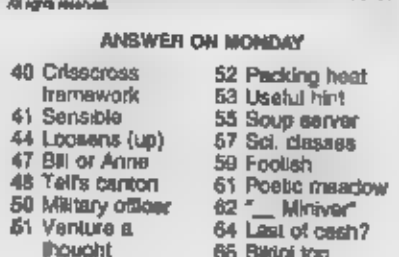 All rights reserved.
ANSWER ON MONDAY
40 Crisscross
framework
41 Sensible
44 Loosens (up)
47 Bill or Anne
48 Tell's canton
50 Military officer
51 Venture a
thought
52 Packing heat
53 Useful hint
55 Soup server
57 Sci. classes
59 Foolish
61 Poetic meadow
62 "__ Miniver"
64 Last of cash?
65 Bikini top